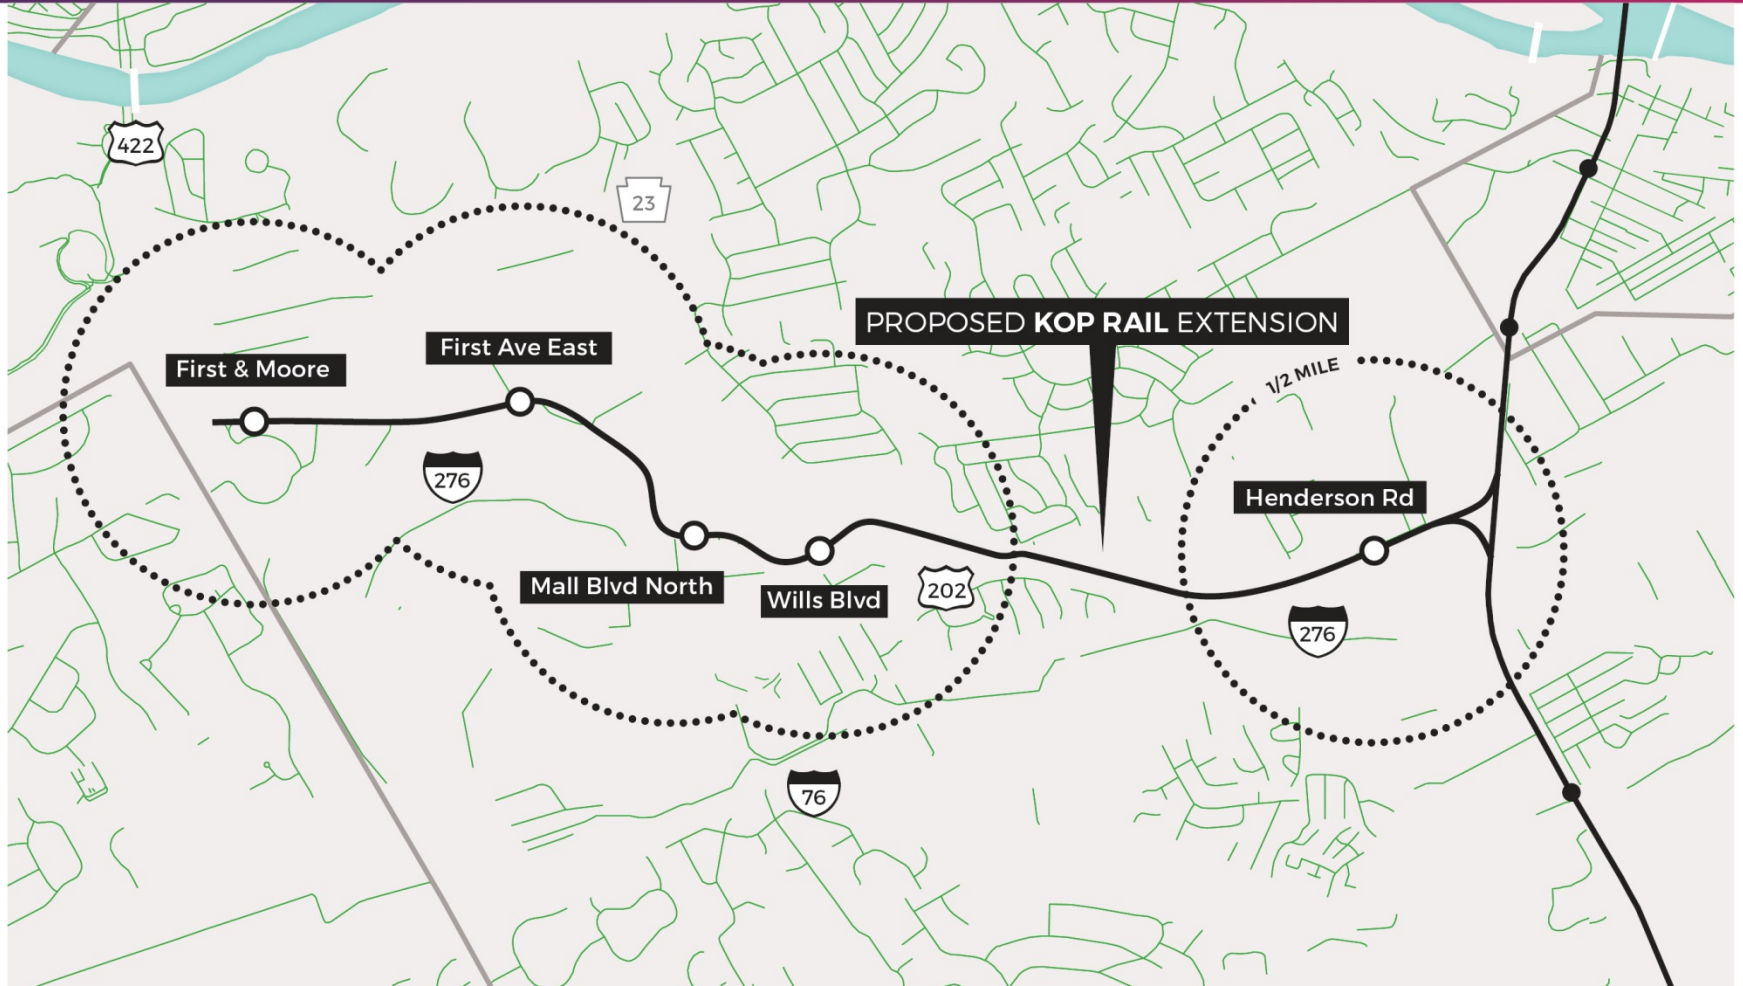 422
23
PROPOSED KOP RAIL EXTENSION
First Ave East
First & Moore
1/2 MILE
276
Henderson Rd
Mall Blvd North
Wills Blvd
202
276
76